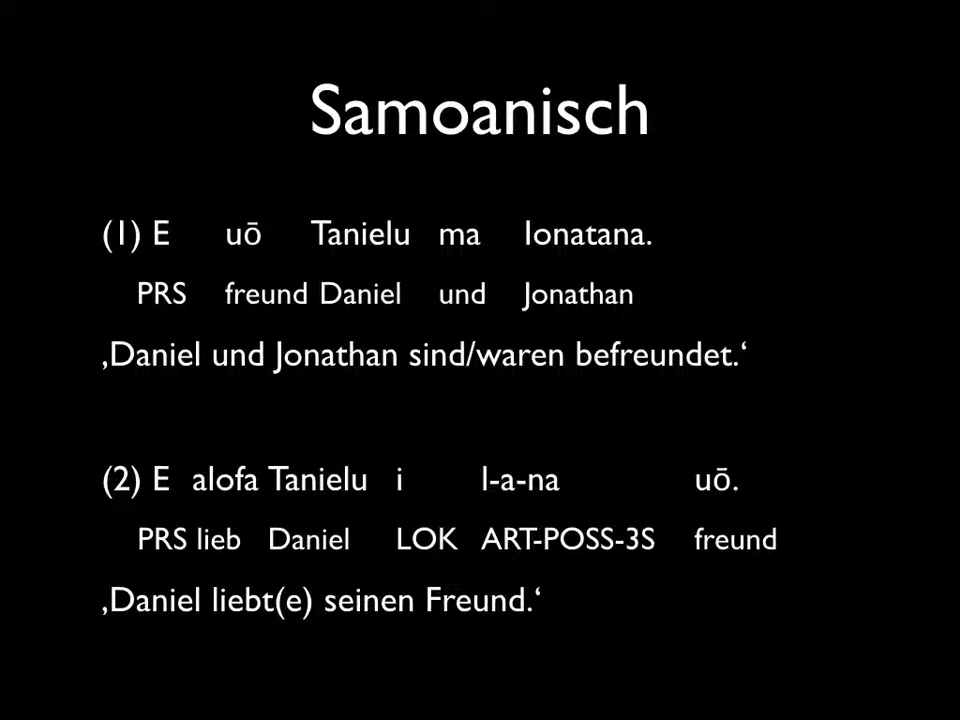 Samoanisch
(1) E uō Tanielu ma Ionatana.
PRS freund Daniel und Jonathan
‚Daniel und Jonathan sind/waren befreundet.‘
(2) E alofa Tanielu i l-a-na uō.
PRS lieb Daniel LOK ART-POSS-3S freund
‚Daniel liebt(e) seinen Freund.‘